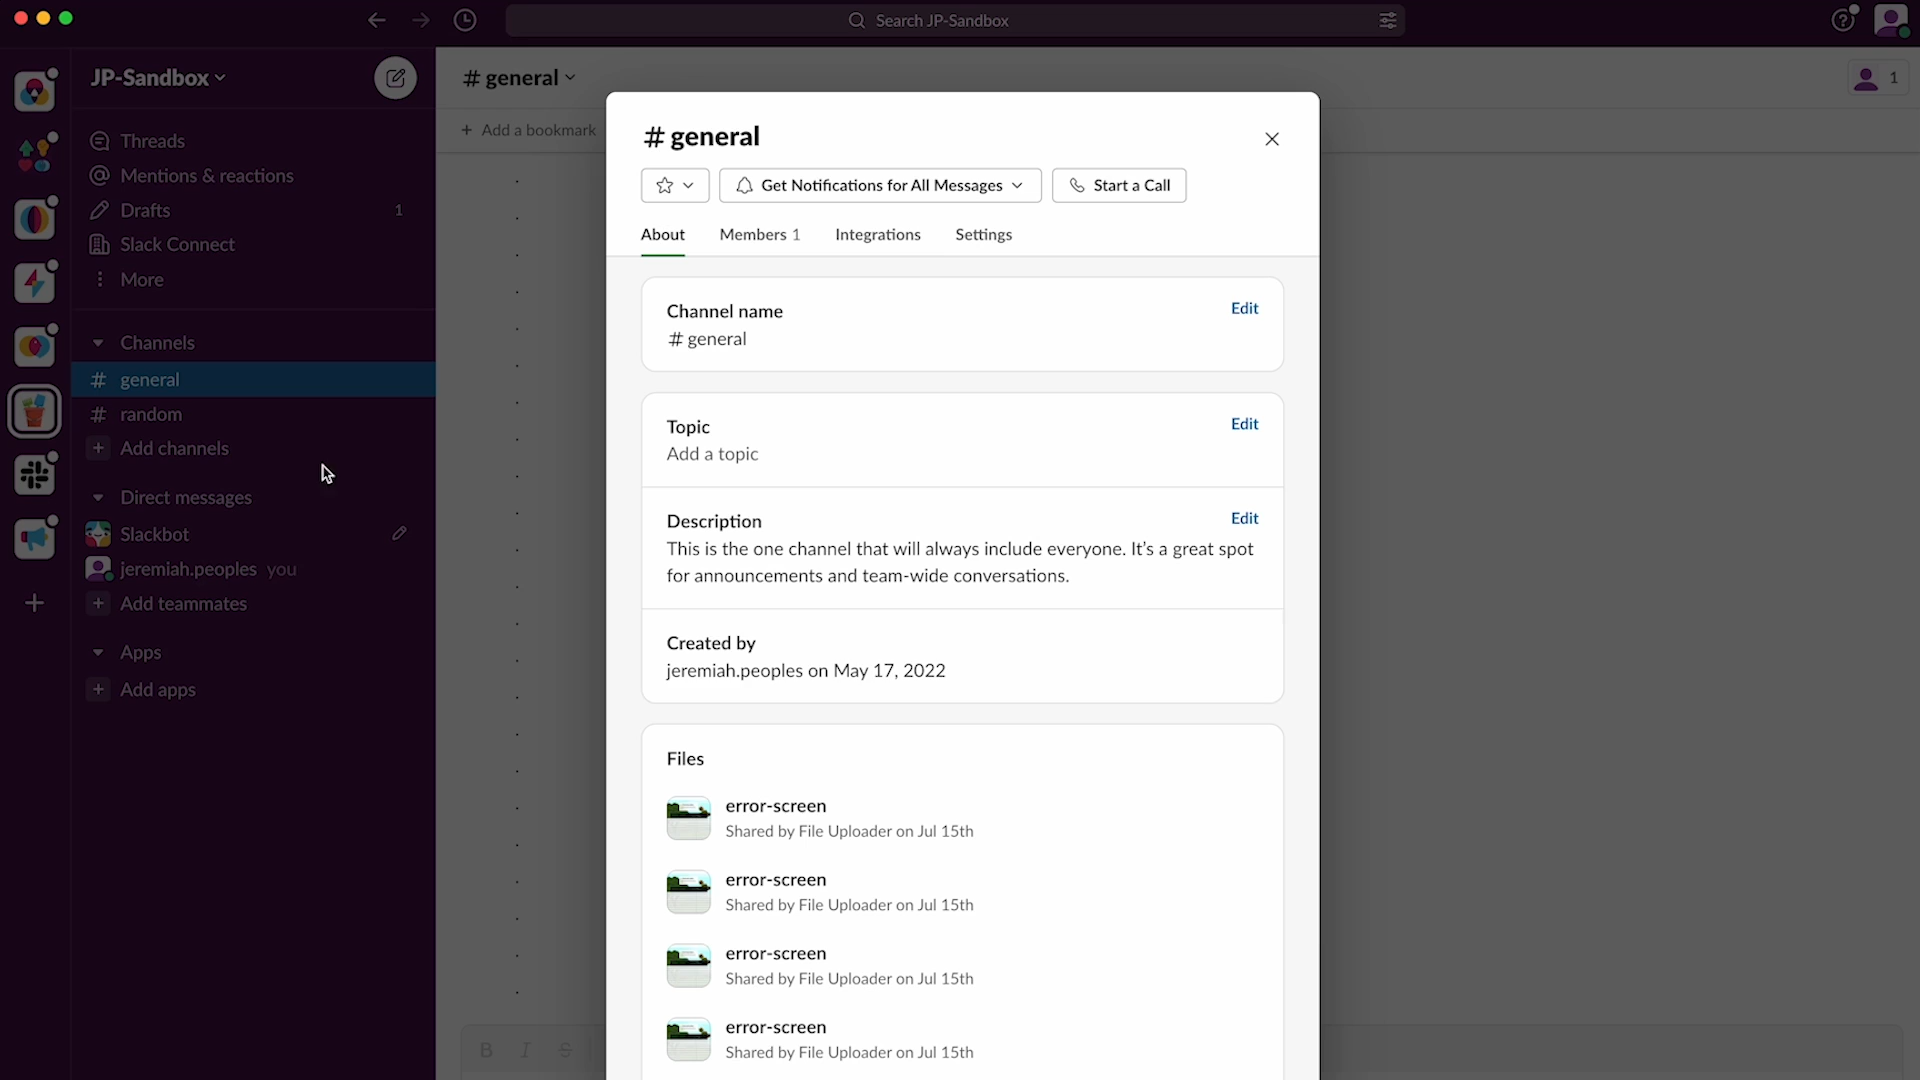 Search JP-Sandbox
JP-Sandbox
# general
1
+ Add a bookmark
Threads
Mentions & reactions
Drafts 1
Slack Connect
More
Channels
# general
# random
+ Add channels
Direct messages
Slackbot
jeremiah.peoples you
+ Add teammates
Apps
+ Add apps
# general
Get Notifications for All Messages
Start a Call
About Members 1 Integrations Settings
Channel name Edit
# general
Topic Edit
Add a topic
Description Edit
This is the one channel that will always include everyone. It’s a great spot
for announcements and team-wide conversations.
Created by
jeremiah.peoples on May 17, 2022
Files
error-screen
Shared by File Uploader on Jul 15th
error-screen
Shared by File Uploader on Jul 15th
error-screen
Shared by File Uploader on Jul 15th
error-screen
Shared by File Uploader on Jul 15th
B I S